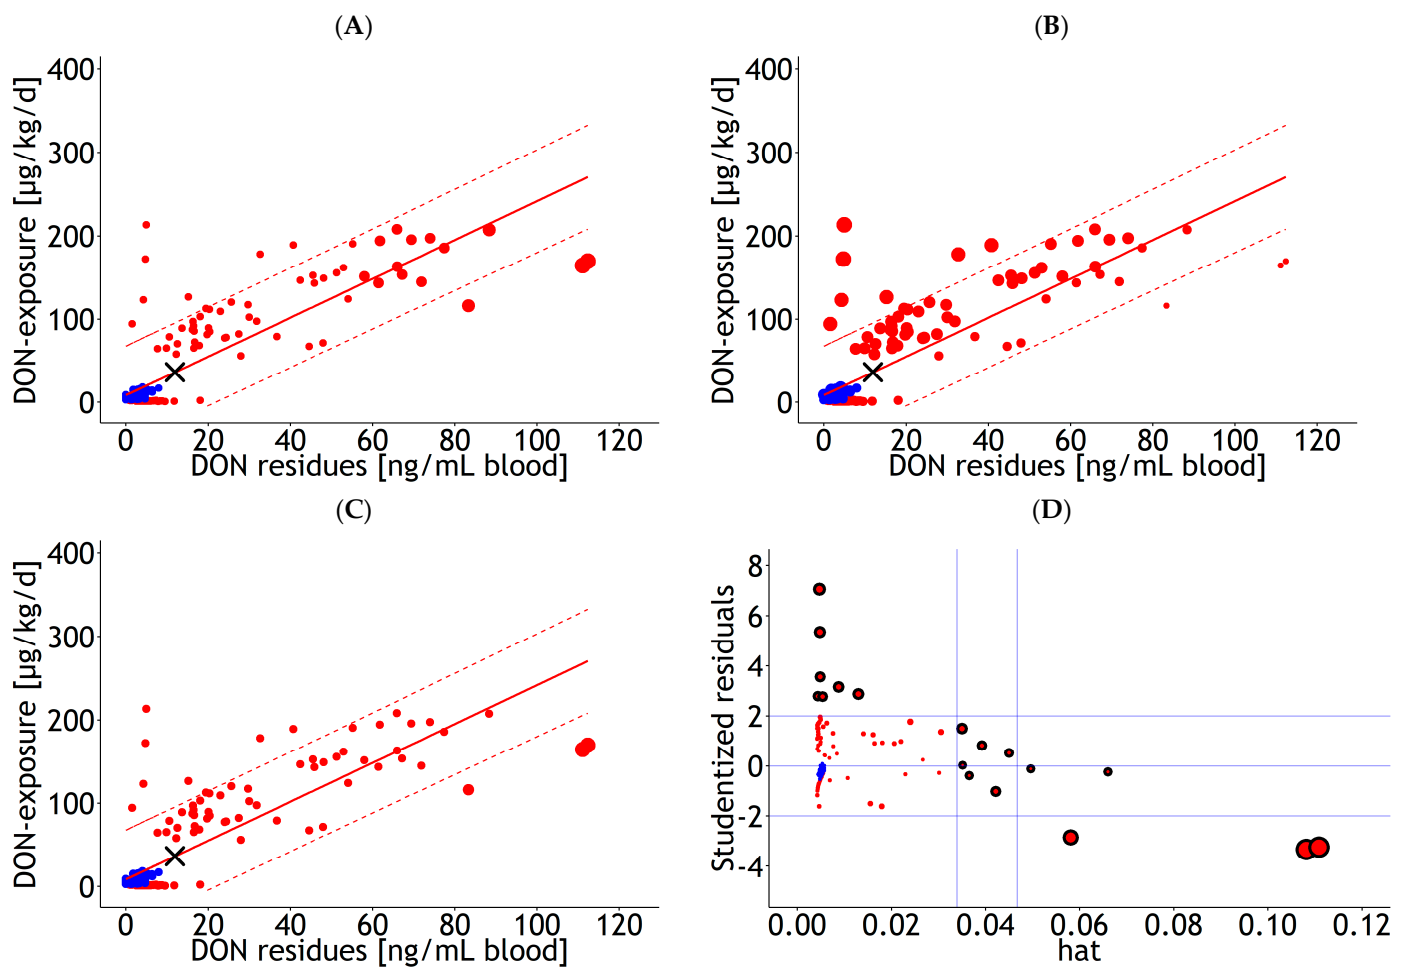 (A)
DON-exposure [µg/kg/d]
400
300
200
100
0
0 20 40 60 80 100 120
DON residues [ng/mL blood]
(B)
DON-exposure [µg/kg/d]
400
300
200
100
0
0 20 40 60 80 100 120
DON residues [ng/mL blood]
(C)
DON-exposure [µg/kg/d]
400
300
200
100
0
0 20 40 60 80 100 120
DON residues [ng/mL blood]
(D)
Studentized residuals
8
6
4
2
0
-2
-4
0.00 0.02 0.04 0.06 0.08 0.10 0.12
hat